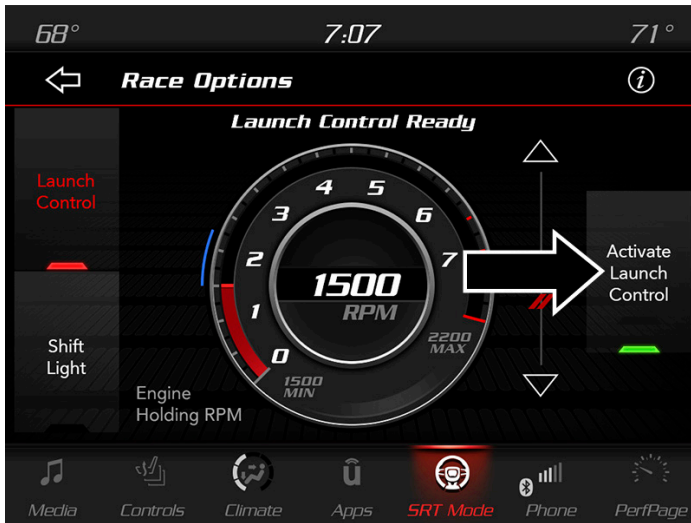 68°
7:07
71°
Race Options
i
Launch Control Ready
Launch
Control
Activate
Launch
Control
Shift
Light
0
1
2
3
4
5
6
7
1500
RPM
1500
MIN
2200
MAX
Engine
Holding RPM
Media
Controls
Climate
û
Apps
SRT Mode
Phone
PerfPage